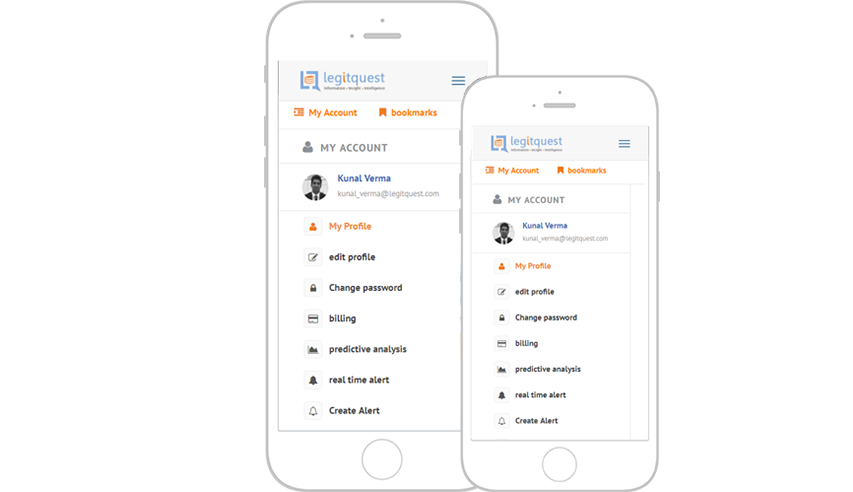 legitquest
Information • Insight • Intelligence
My Account bookmarks
MY ACCOUNT
Kunal Verma
kunal_verma@legitquest.com
My Profile
edit profile
Change password
billing
predictive analysis
real time alert
Create Alert
legitquest
Information • Insight • Intelligence
My Account bookmarks
MY ACCOUNT
Kunal Verma
kunal_verma@legitquest.com
My Profile
edit profile
Change password
billing
predictive analysis
real time alert
Create Alert